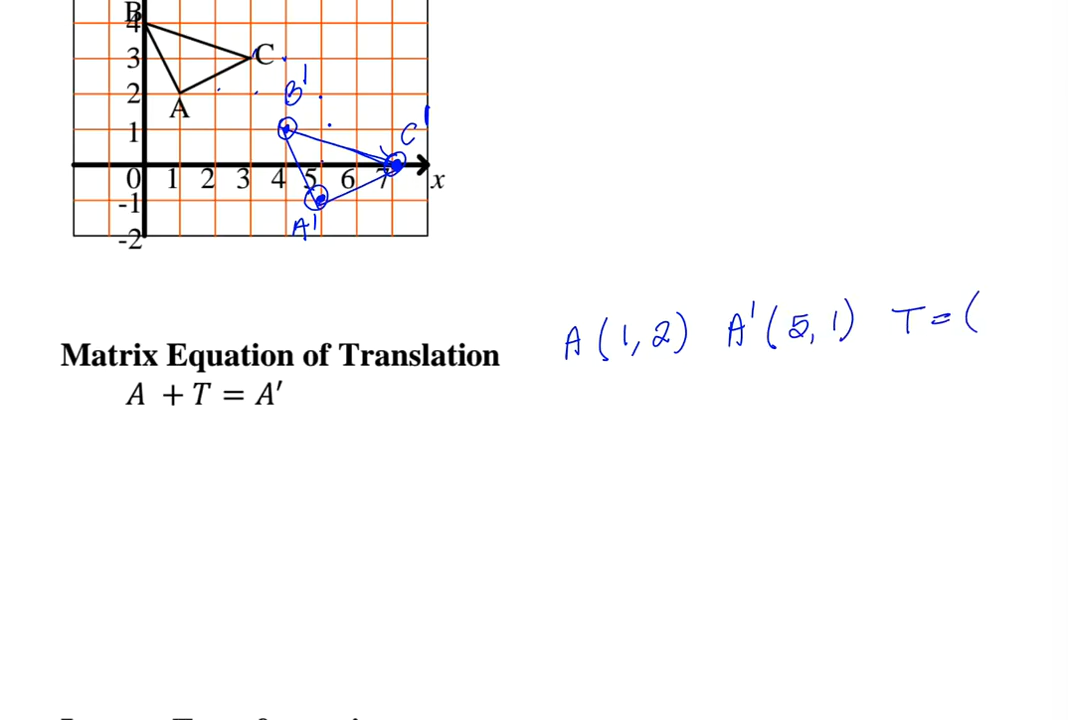 B
4
3 C
2 B'
A
1 C'
0 1 2 3 4 5 6 7 x
-1
A'
-2
A(1,2) A'(5,1) T=(
Matrix Equation of Translation
A + T = A'